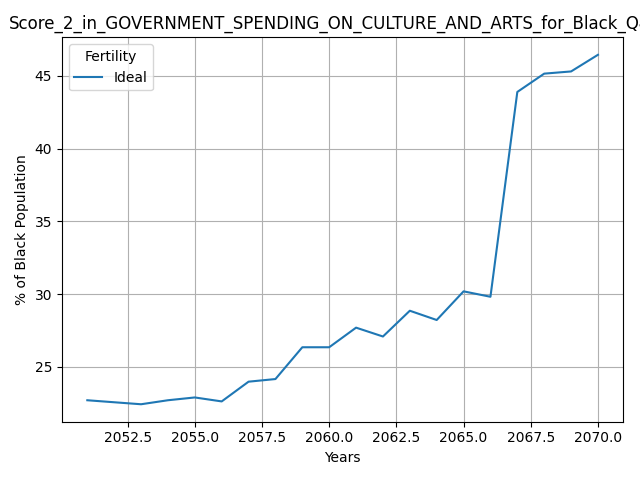 Score_2_in_GOVERNMENT_SPENDING_ON_CULTURE_AND_ARTS_for_Black_Q
Fertility
Ideal
45
40
35
30
25
% of Black Population
2052.5 2055.0 2057.5 2060.0 2062.5 2065.0 2067.5 2070.0
Years